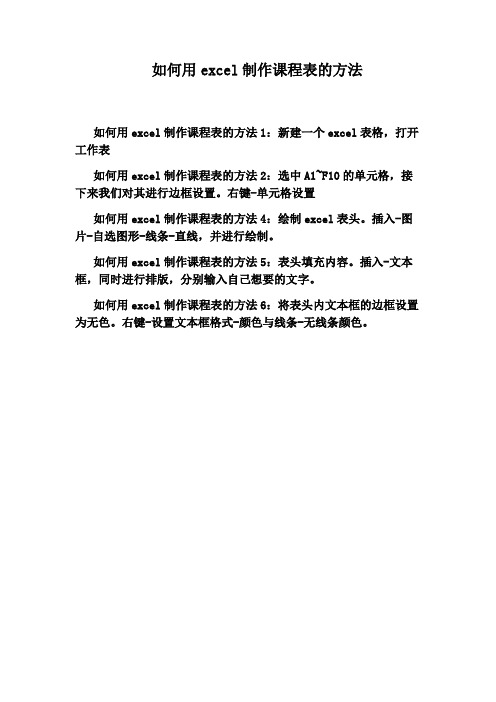 如何用excel制作课程表的方法
如何用excel制作课程表的方法1：新建一个excel表格，打开
工作表
如何用excel制作课程表的方法2：选中A1~F10的单元格，接
下来我们对其进行边框设置。右键-单元格设置
如何用excel制作课程表的方法4：绘制excel表头。插入-图
片-自选图形-线条-直线，并进行绘制。
如何用excel制作课程表的方法5：表头填充内容。插入-文本
框，同时进行排版，分别输入自己想要的文字。
如何用excel制作课程表的方法6：将表头内文本框的边框设置
为无色。右键-设置文本框格式-颜色与线条-无线条颜色。